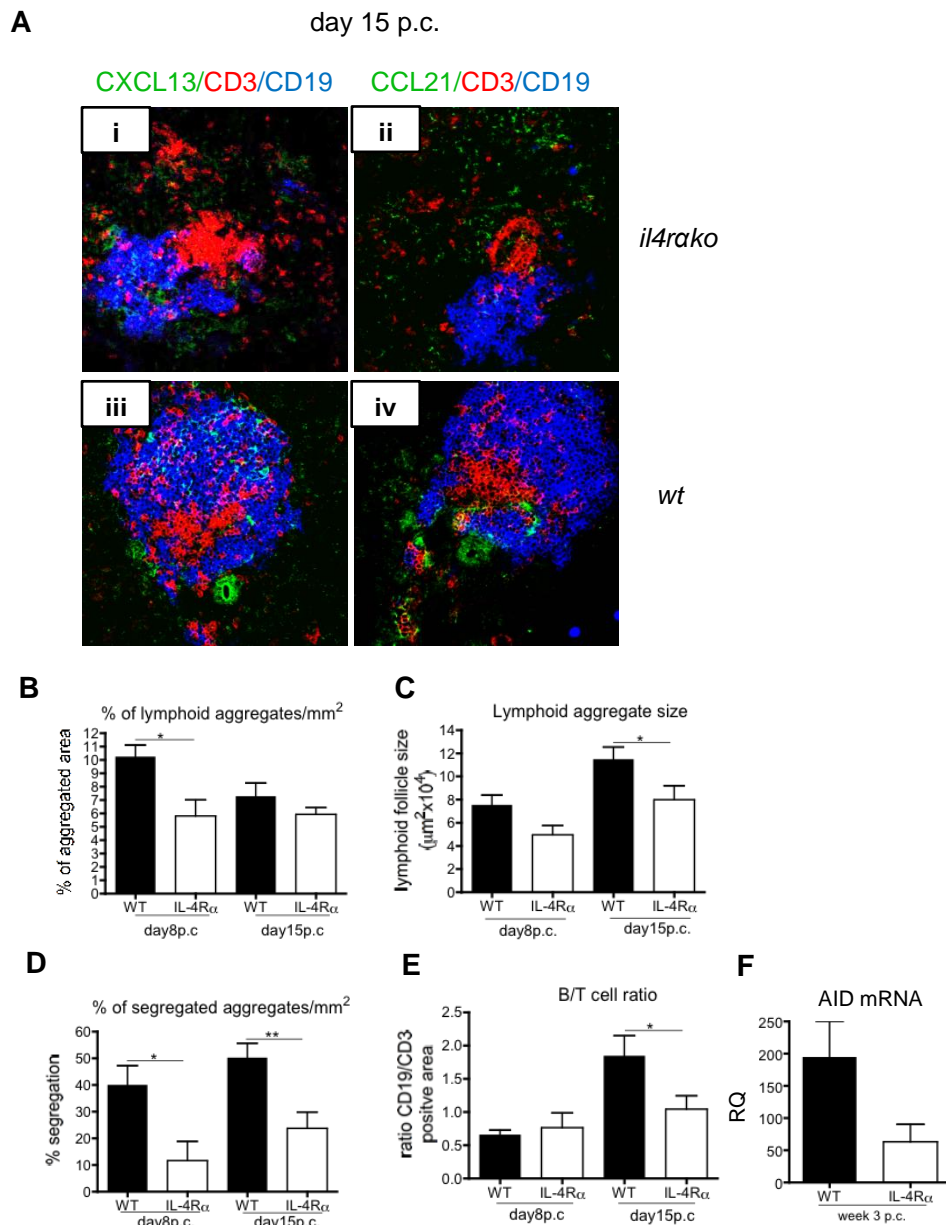 A
day 15 p.c.
CXCL13/CD3/CD19
CCL21/CD3/CD19
i
ii
il4rαko
iii
iv
wt
B
% of lymphoid aggregates/mm²
% of aggregated area
12
11
10
9
8
7
6
5
4
3
2
1
0
*
WT
IL-4Rα
WT
IL-4Rα
day8p.c
day15p.c
C
Lymphoid aggregate size
lymphoid follicle size
(μm²x10⁴)
14
12
10
8
6
4
2
0
*
WT
IL-4Rα
WT
IL-4Rα
day8p.c.
day15p.c.
D
% of segregated aggregates/mm²
% segregation
60
50
40
30
20
10
0
*
**
WT
IL-4Rα
WT
IL-4Rα
day8p.c.
day15p.c.
E
B/T cell ratio
ratio CD19/CD3
positve area
2.5
2.0
1.5
1.0
0.5
0.0
*
WT
IL-4Rα
WT
IL-4Rα
day8p.c.
day15p.c.
F
AID mRNA
RQ
250
200
150
100
50
0
WT
IL-4Rα
week 3 p.c.